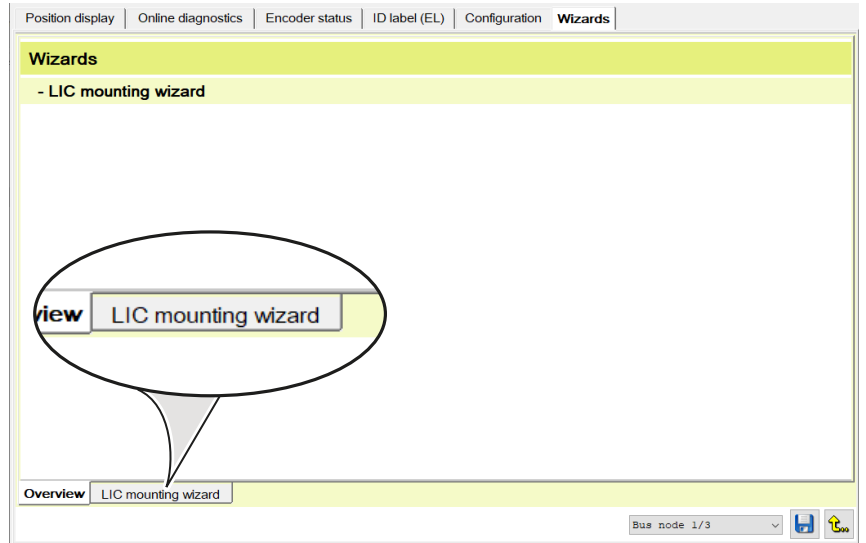 Position display Online diagnostics Encoder status ID label (EL) Configuration Wizards
Wizards
- LIC mounting wizard
view LIC mounting wizard
Overview LIC mounting wizard
Bus node 1/3